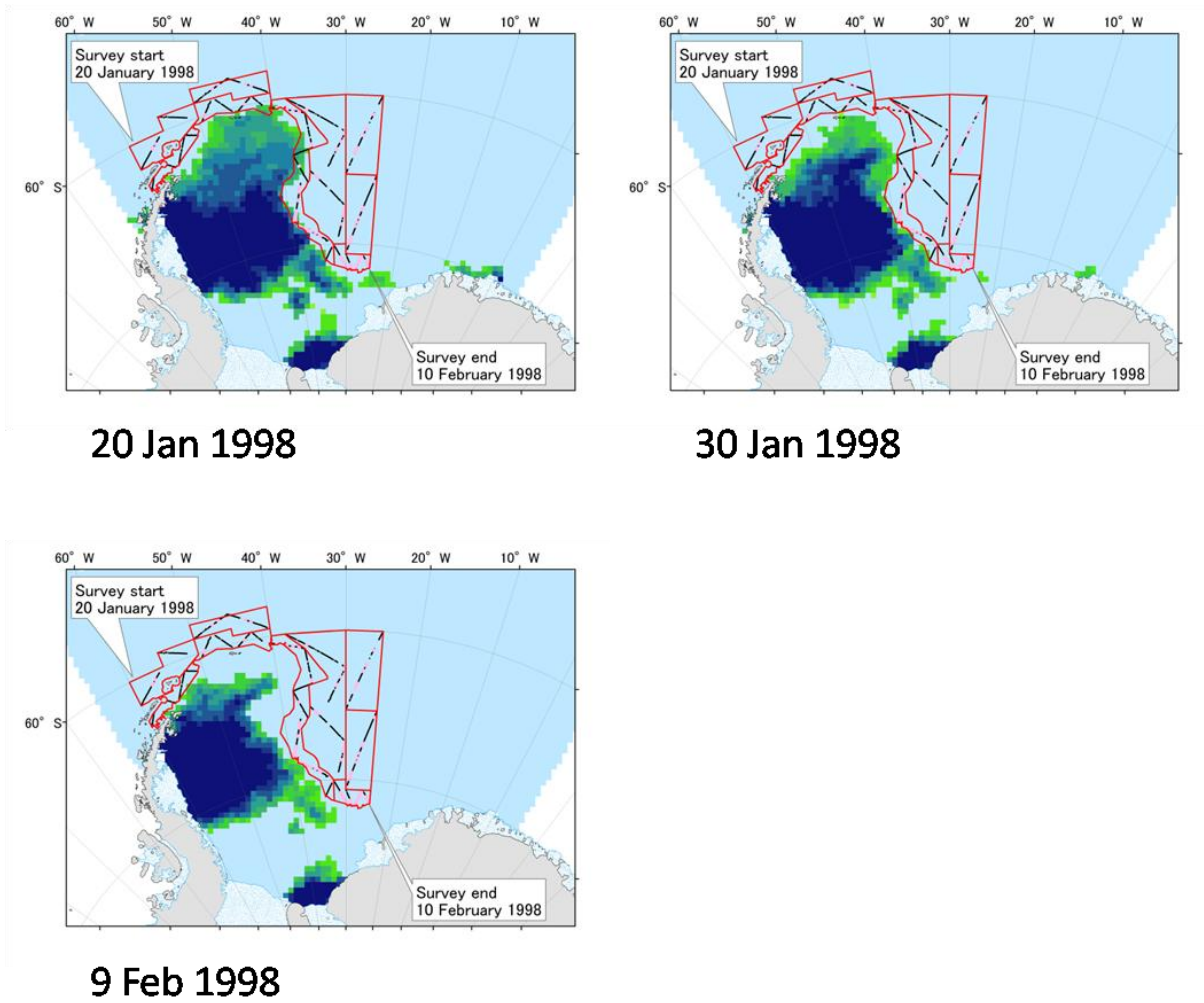 60° W 50° W 40° W 30° W 20° W 10° W
Survey start
20 January 1998
60° S
Survey end
10 February 1998
20 Jan 1998
60° W 50° W 40° W 30° W 20° W 10° W
Survey start
20 January 1998
60° S
Survey end
10 February 1998
30 Jan 1998
60° W 50° W 40° W 30° W 20° W 10° W
Survey start
20 January 1998
60° S
Survey end
10 February 1998
9 Feb 1998